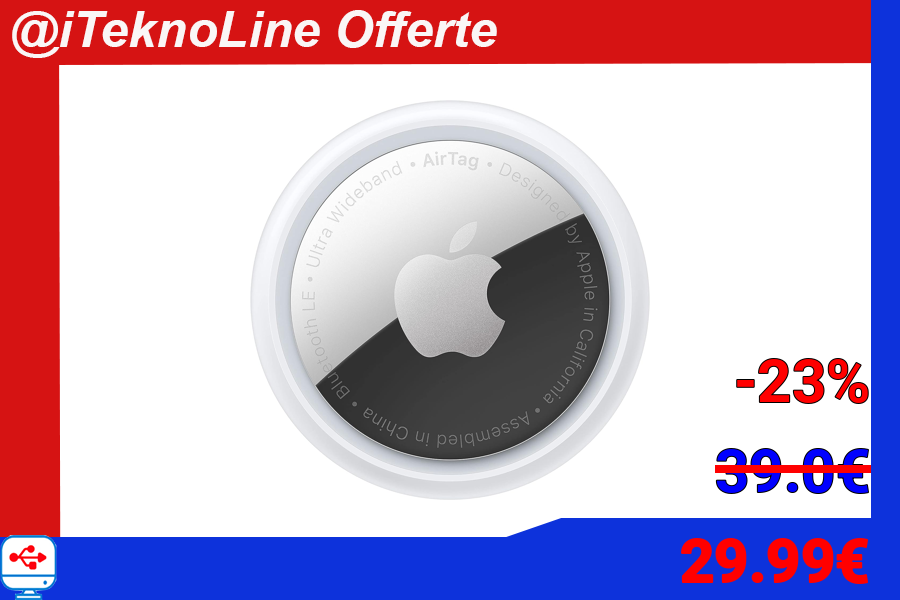 @iTeknoLine Offerte
Bluetooth LE • Ultra Wideband • AirTag • Designed by Apple in California • Assembled in China •
-23%
39.0€
29.99€